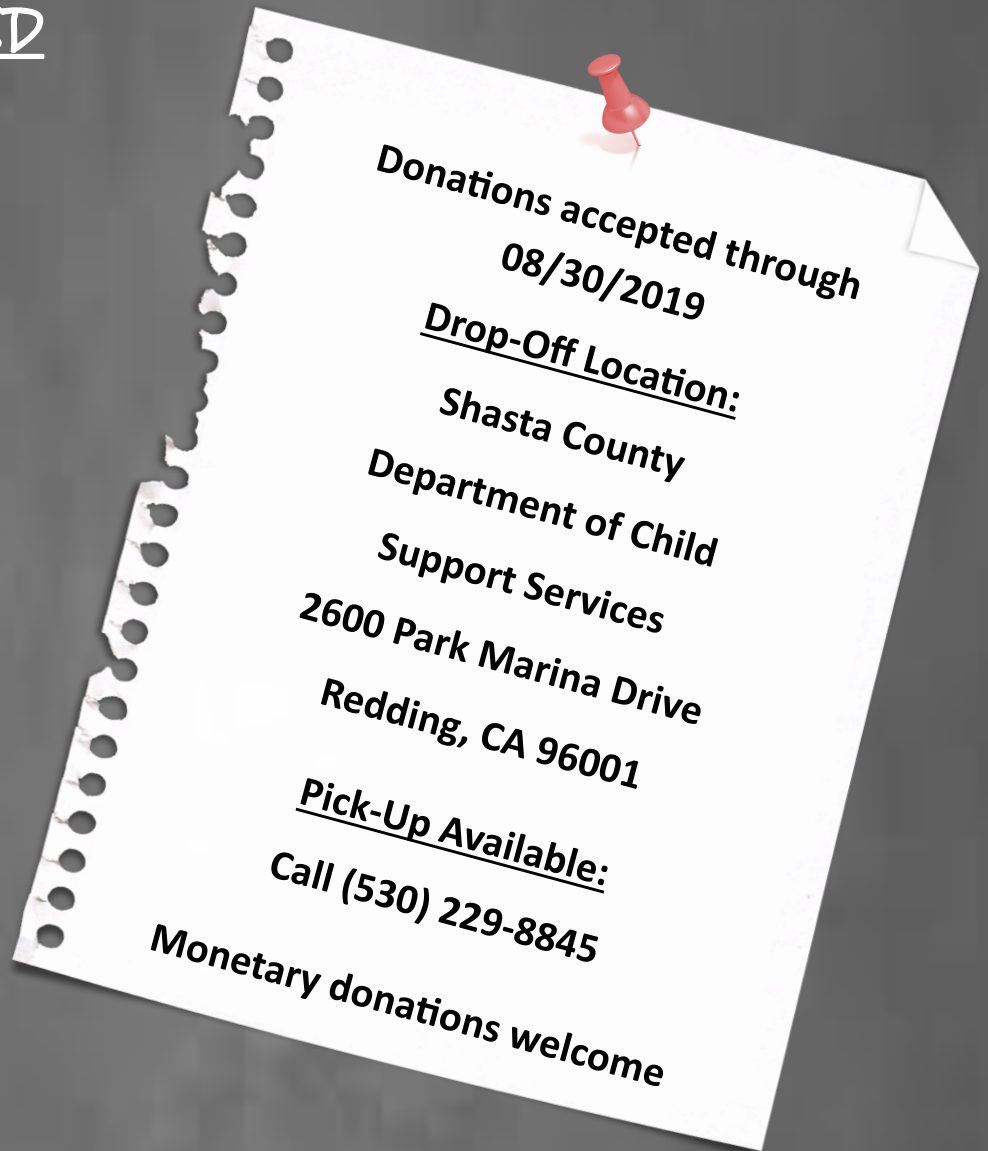 Donations accepted through
08/30/2019
Drop-Off Location:
Shasta County
Department of Child
Support Services
2600 Park Marina Drive
Redding, CA 96001
Pick-Up Available:
Call (530) 229-8845
Monetary donations welcome